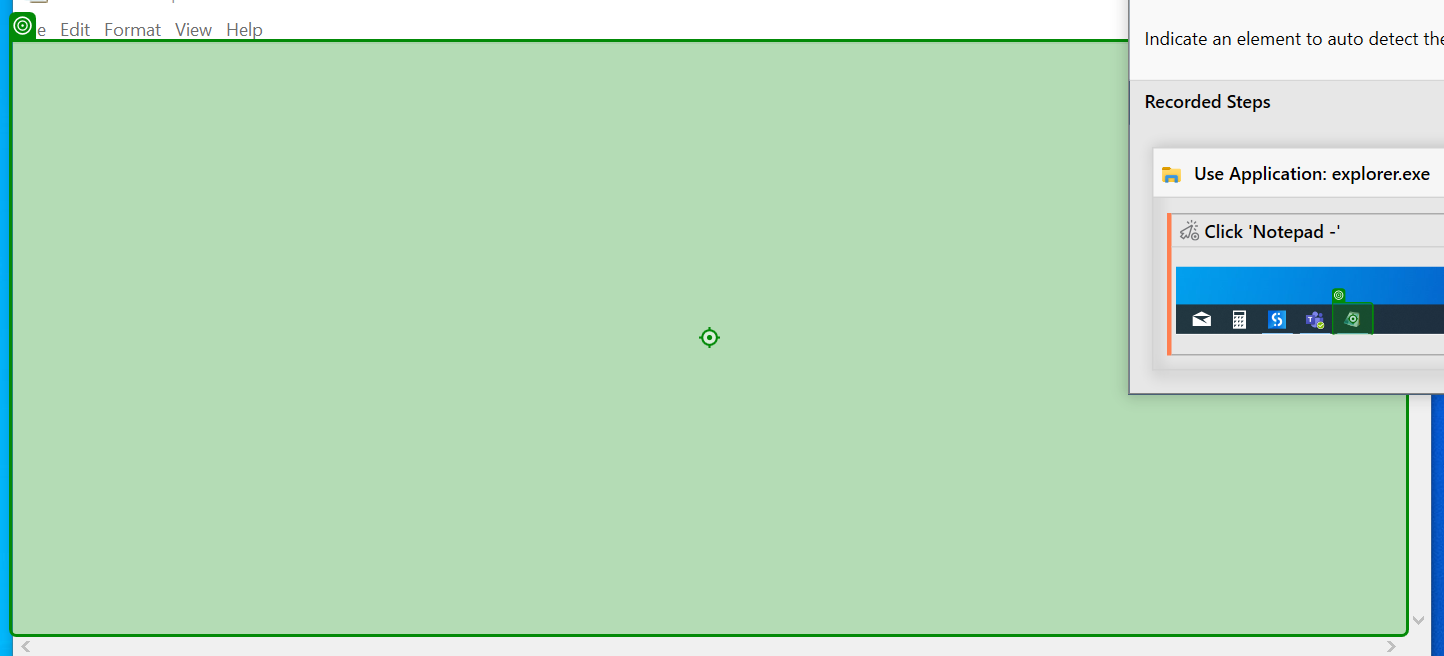 e Edit Format View Help
Indicate an element to auto detect the
Recorded Steps
Use Application: explorer.exe
Click 'Notepad -'